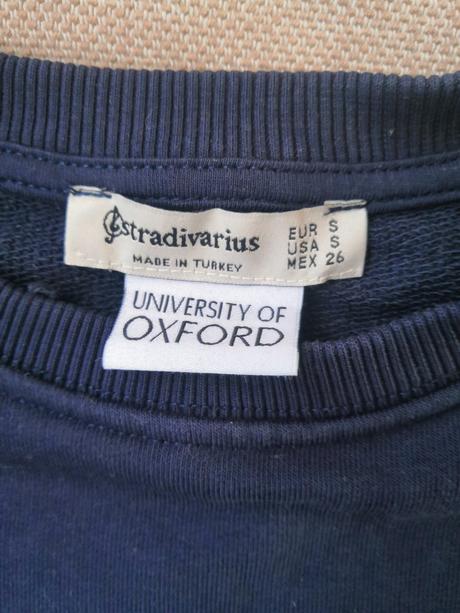 Stradivarius
MADE IN TURKEY
EUR S
USA S
MEX 26
UNIVERSITY OF
OXFORD